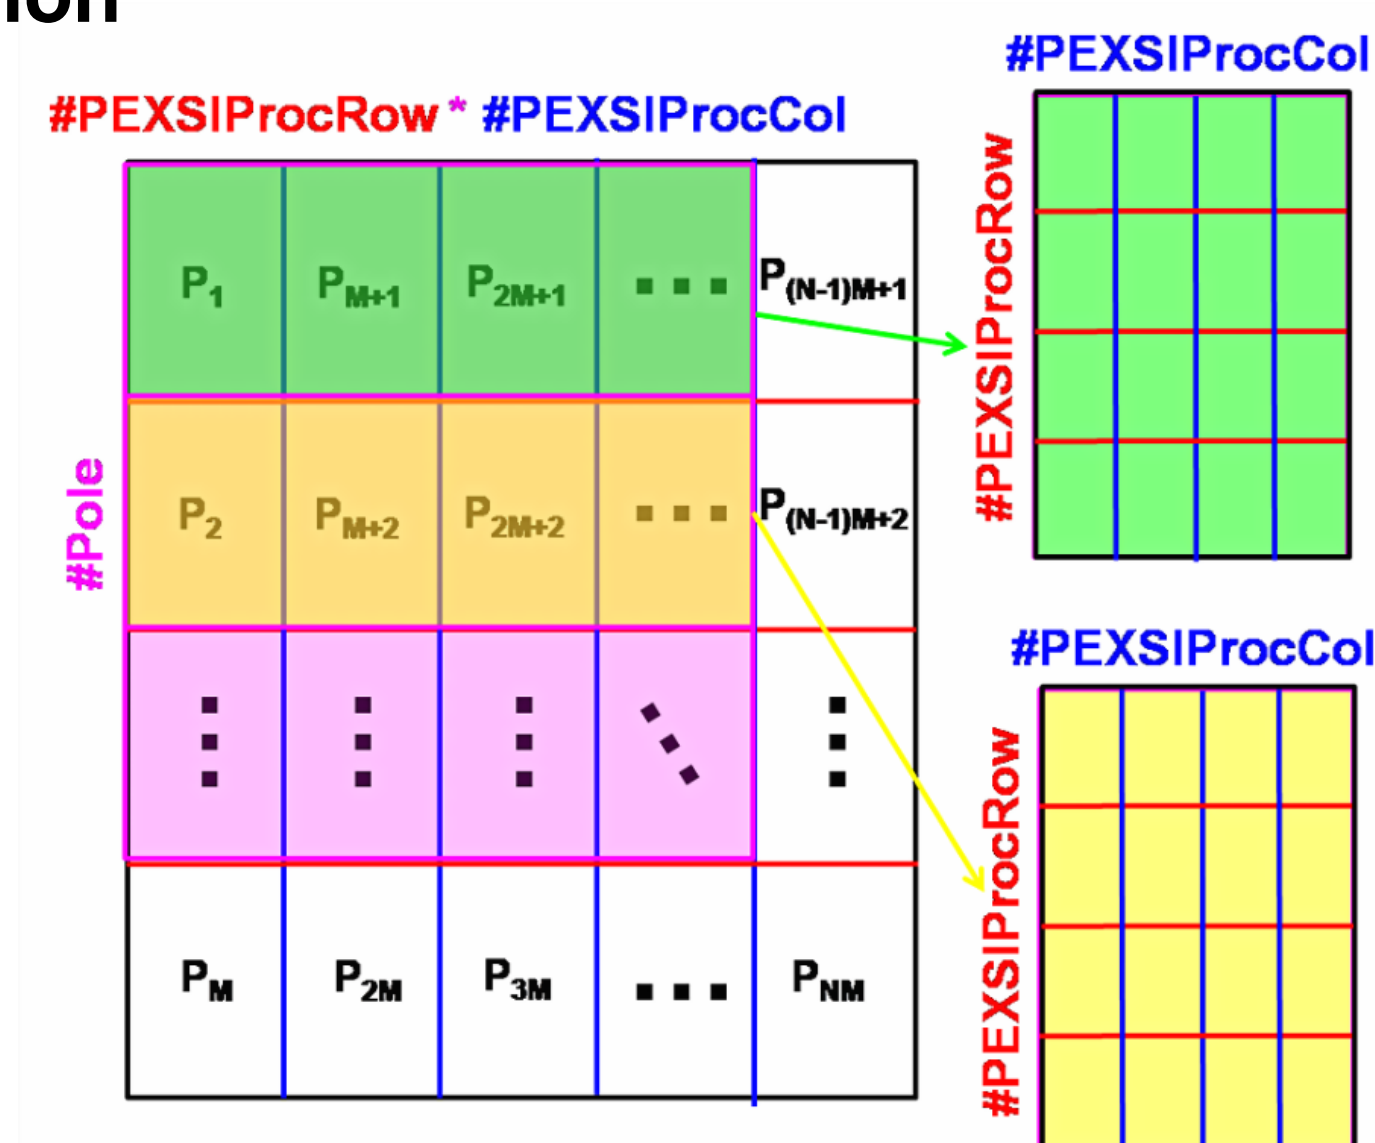 #PEXSIProcRow * #PEXSIProcCol
#Pole
P1 PM+1 P2M+1 ... P(N-1)M+1
P2 PM+2 P2M+2 ... P(N-1)M+2
PM P2M P3M ... PNM
#PEXSIProcCol
#PEXSIProcRow
#PEXSIProcCol
#PEXSIProcRow